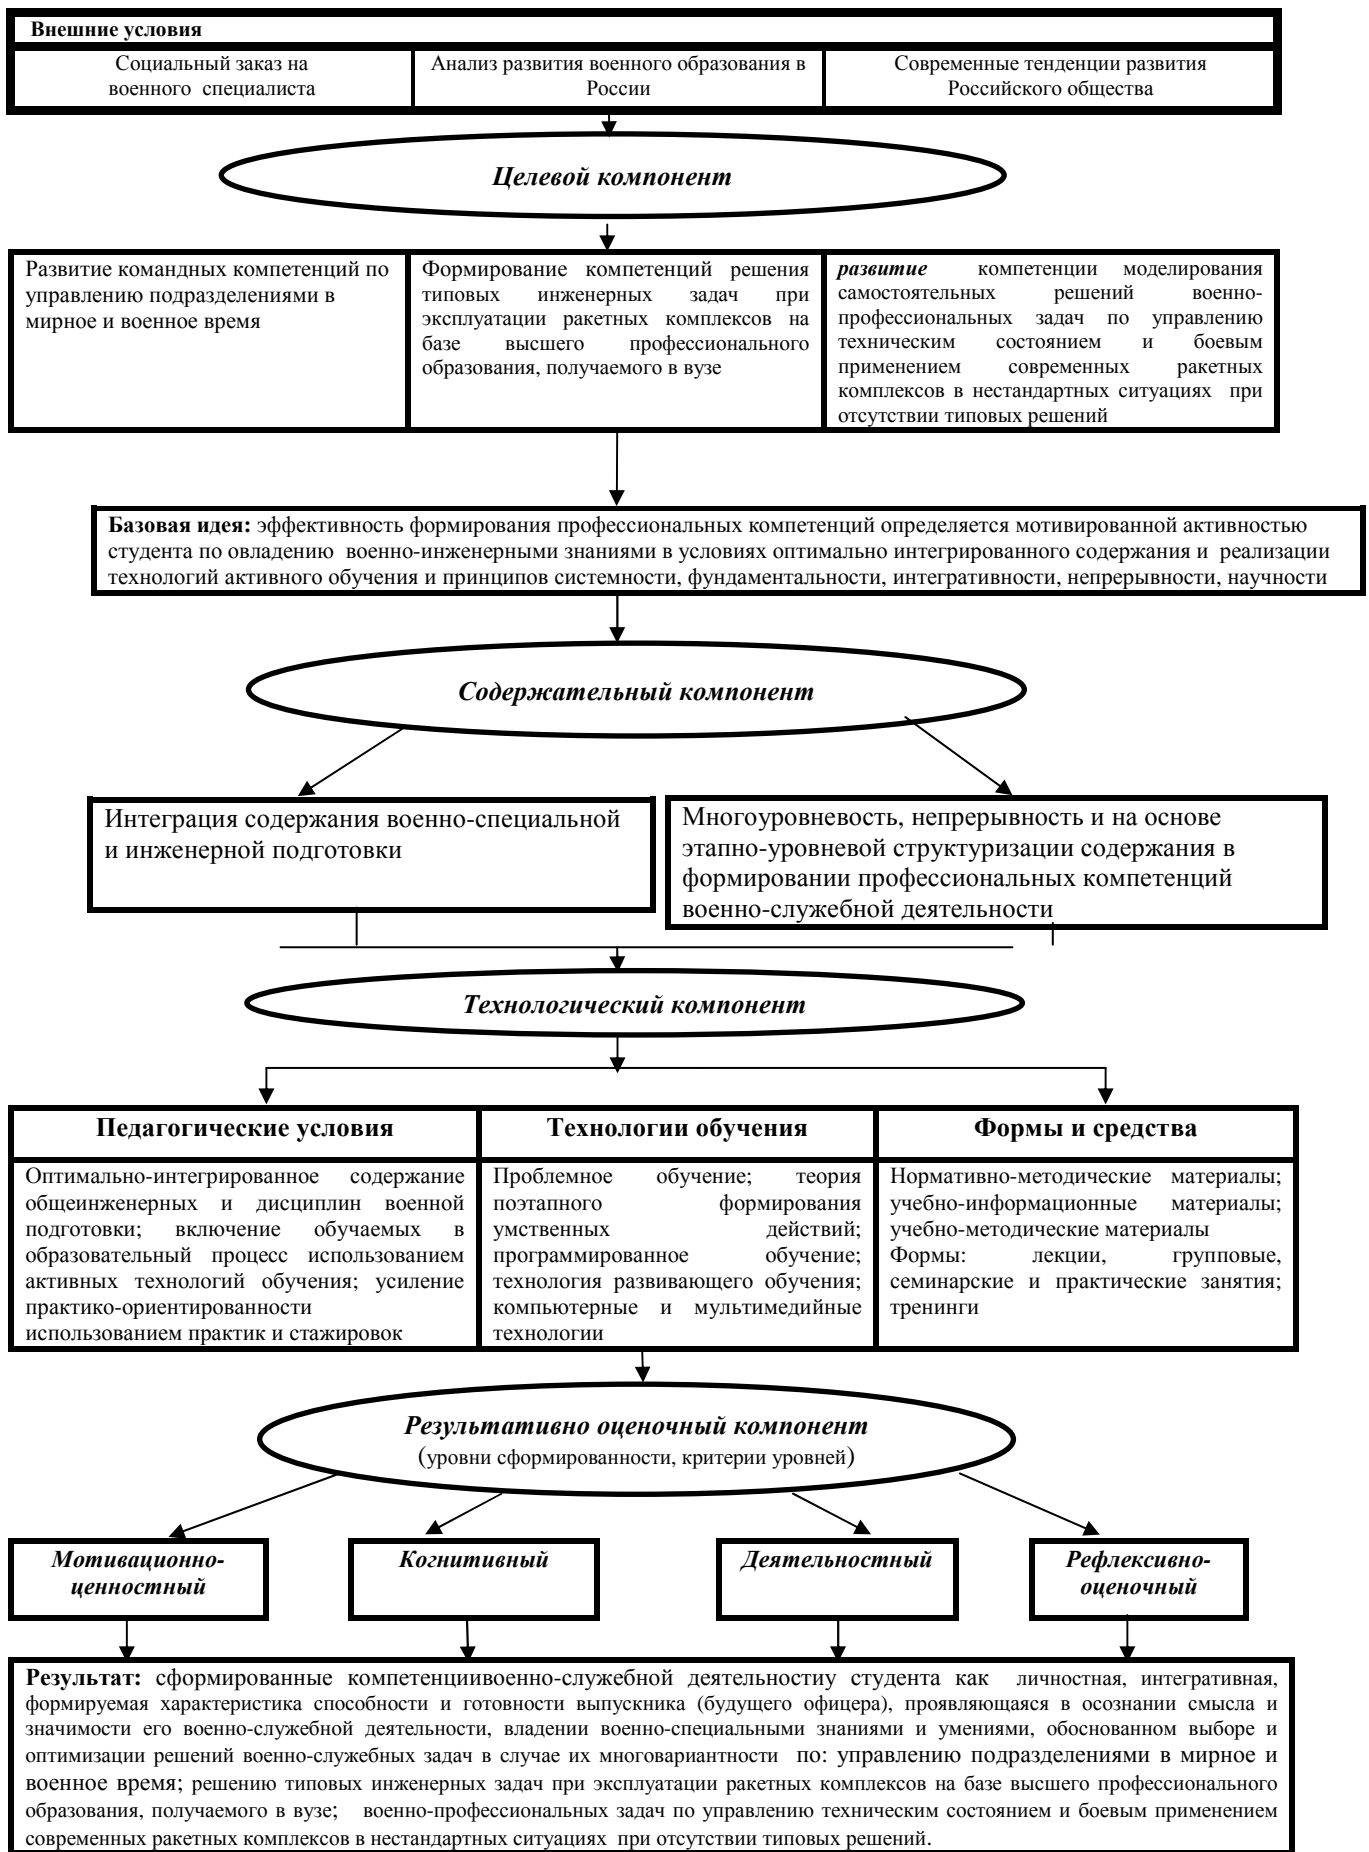 Внешние условия
Социальный заказ на
военного специалиста
Анализ развития военного образования в
России
Современные тенденции развития
Российского общества
Целевой компонент
Развитие командных компетенций по
управлению подразделениями в
мирное и военное время
Формирование компетенций решения
типовых инженерных задач при
эксплуатации ракетных комплексов на
базе высшего профессионального
образования, получаемого в вузе
развитие компетенции моделирования
самостоятельных решений военно-
профессиональных задач по управлению
техническим состоянием и боевым
применением современных ракетных
комплексов в нестандартных ситуациях при
отсутствии типовых решений
Базовая идея: эффективность формирования профессиональных компетенций определяется мотивированной активностью
студента по овладению военно-инженерными знаниями в условиях оптимально интегрированного содержания и реализации
технологий активного обучения и принципов системности, фундаментальности, интегративности, непрерывности, научности
Содержательный компонент
Интеграция содержания военно-специальной
и инженерной подготовки
Многоуровневость, непрерывность и на основе
этапно-уровневой структуризации содержания в
формировании профессиональных компетенций
военно-служебной деятельности
Технологический компонент
Педагогические условия
Оптимально-интегрированное содержание
общеинженерных и дисциплин военной
подготовки; включение обучаемых в
образовательный процесс использованием
активных технологий обучения; усиление
практико-ориентированности
использованием практик и стажировок
Технологии обучения
Проблемное обучение; теория
поэтапного формирования
умственных действий;
программированное обучение;
технология развивающего обучения;
компьютерные и мультимедийные
технологии
Формы и средства
Нормативно-методические материалы;
учебно-информационные материалы;
учебно-методические материалы
Формы: лекции, групповые,
семинарские и практические занятия;
тренинги
Результативно оценочный компонент
(уровни сформированности, критерии уровней)
Мотивационно-
ценностный
Когнитивный
Деятельностный
Рефлексивно-
оценочный
Результат: сформированные компетенциивоенно-служебной деятельностиу студента как личностная, интегративная,
формируемая характеристика способности и готовности выпускника (будущего офицера), проявляющаяся в осознании смысла и
значимости его военно-служебной деятельности, владении военно-специальными знаниями и умениями, обоснованном выборе и
оптимизации решений военно-служебных задач в случае их многовариантности по: управлению подразделениями в мирное и
военное время; решению типовых инженерных задач при эксплуатации ракетных комплексов на базе высшего профессионального
образования, получаемого в вузе; военно-профессиональных задач по управлению техническим состоянием и боевым применением
современных ракетных комплексов в нестандартных ситуациях при отсутствии типовых решений.